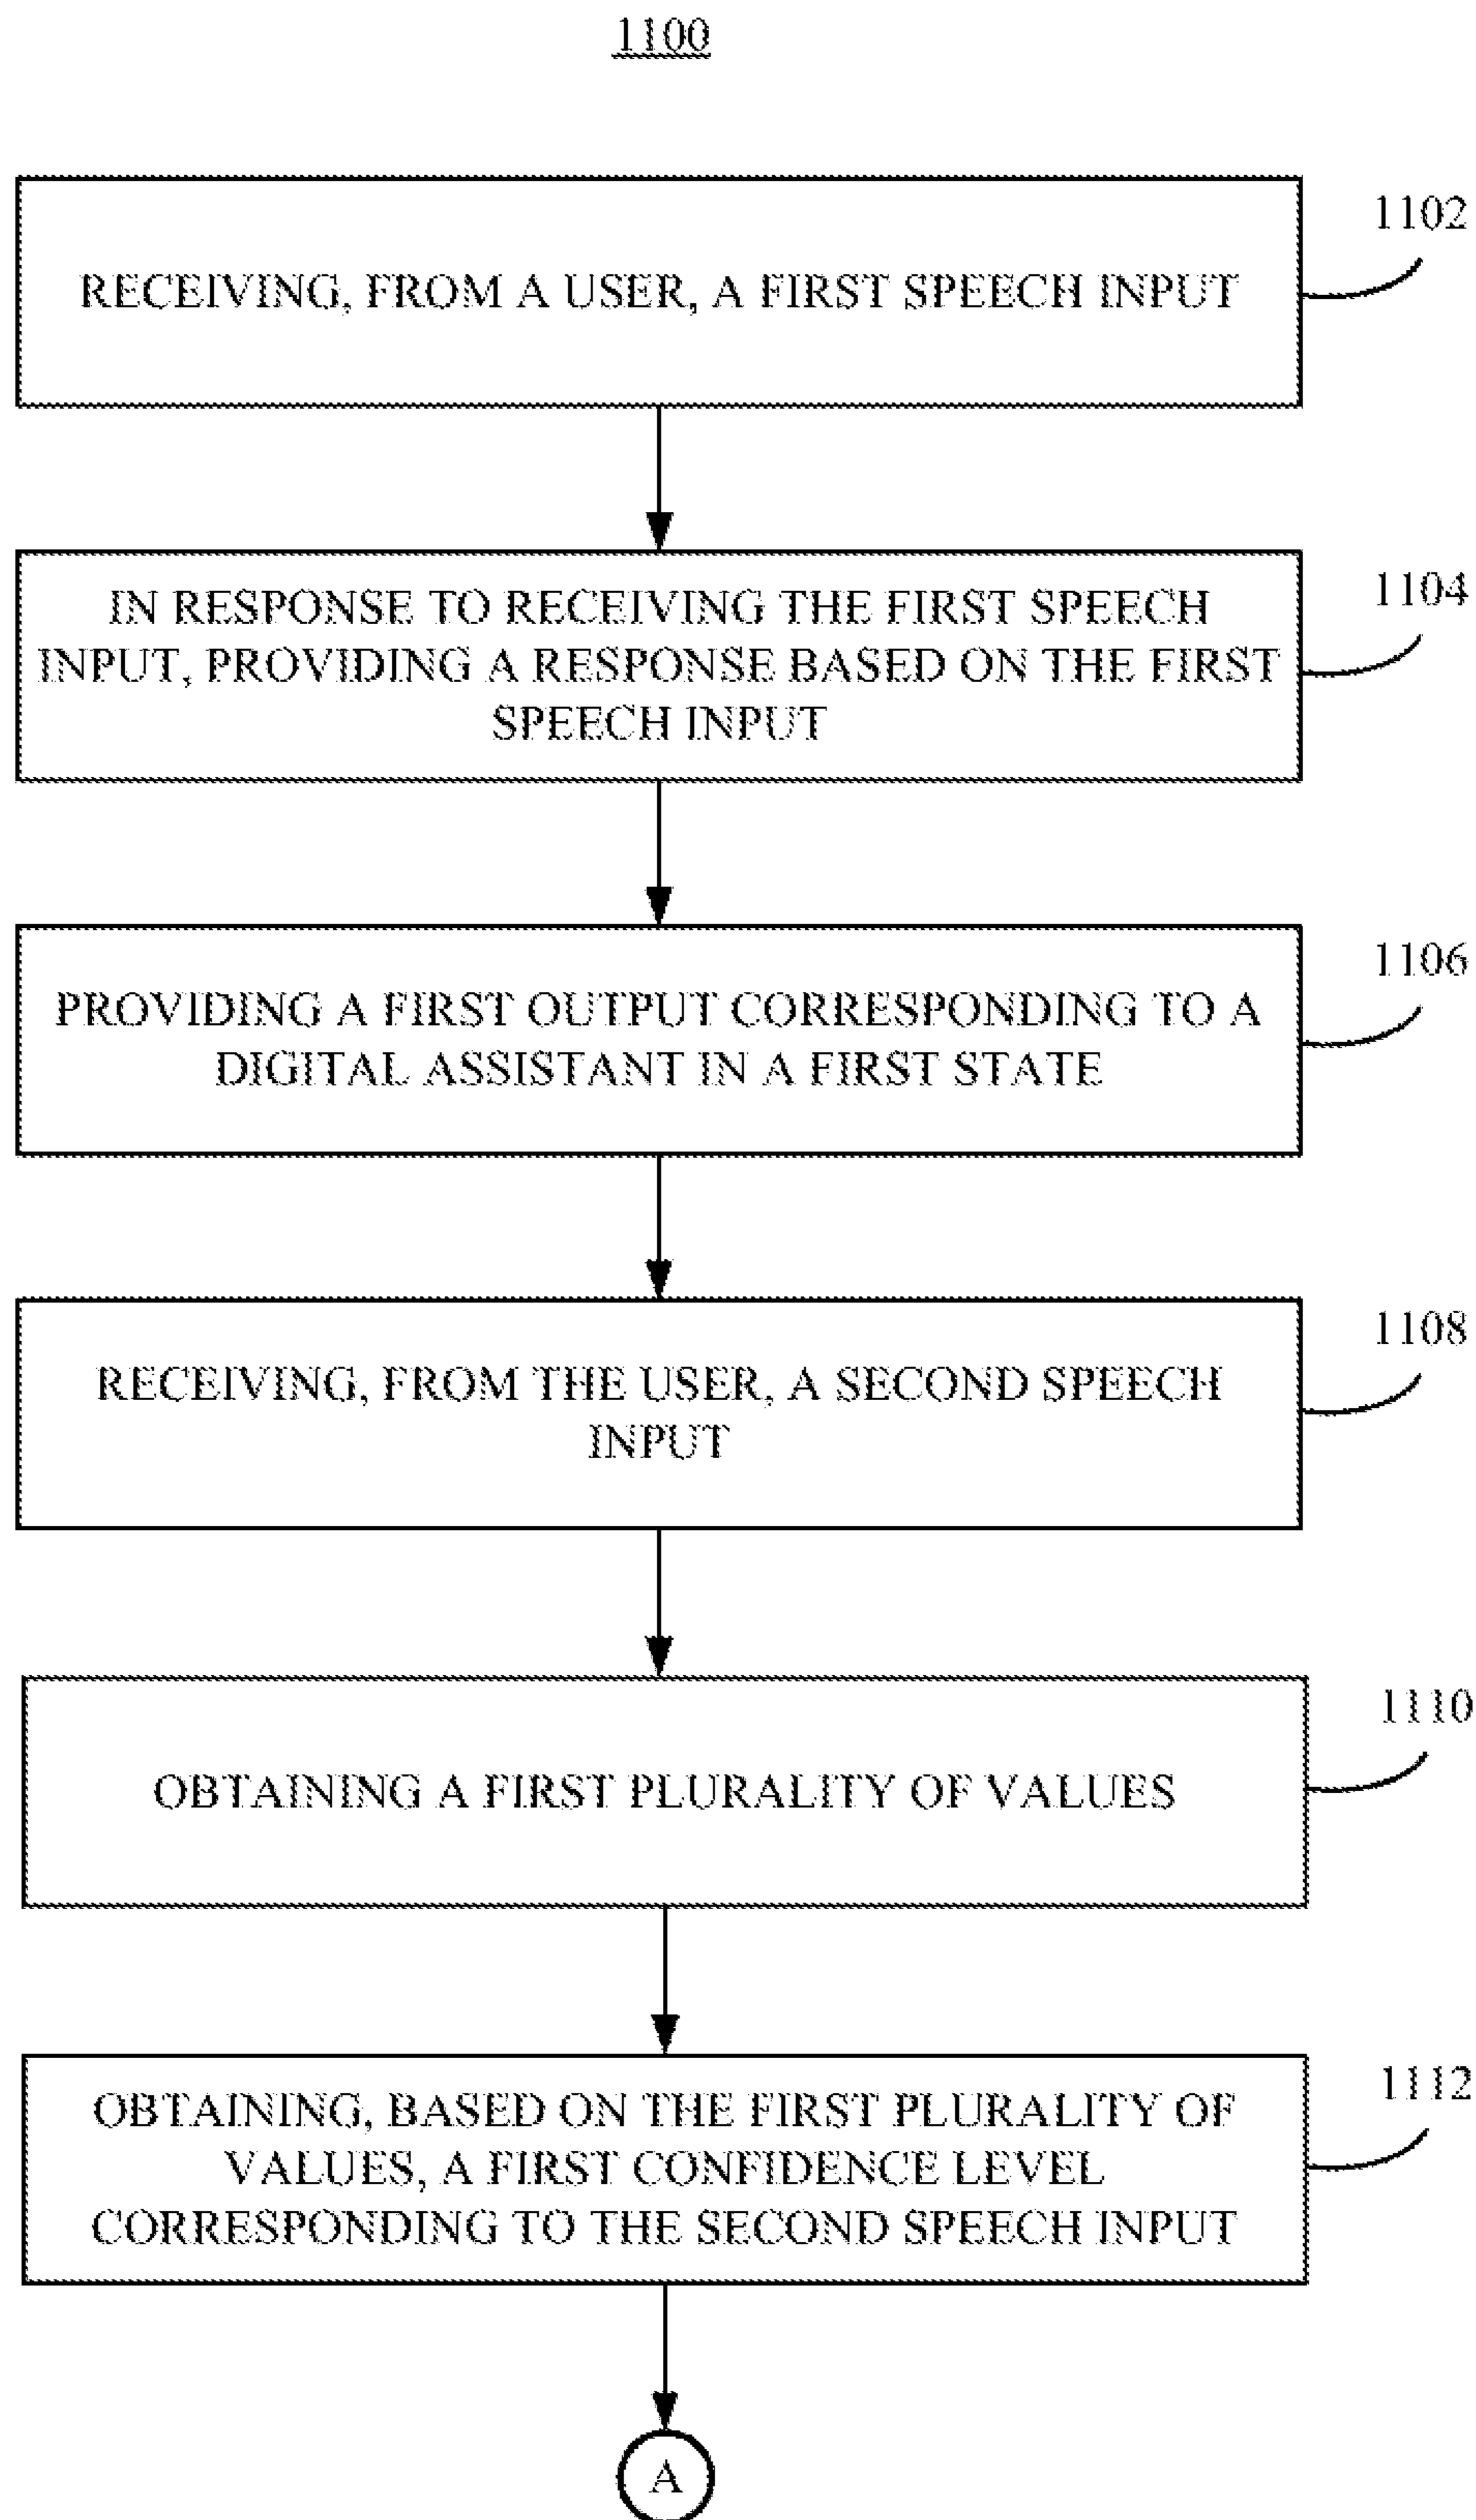 1100
RECEIVING, FROM A USER, A FIRST SPEECH INPUT
1102
IN RESPONSE TO RECEIVING THE FIRST SPEECH
INPUT, PROVIDING A RESPONSE BASED ON THE FIRST
SPEECH INPUT
1104
PROVIDING A FIRST OUTPUT CORRESPONDING TO A
DIGITAL ASSISTANT IN A FIRST STATE
1106
RECEIVING, FROM THE USER, A SECOND SPEECH
INPUT
1108
OBTAINING A FIRST PLURALITY OF VALUES
1110
OBTAINING, BASED ON THE FIRST PLURALITY OF
VALUES, A FIRST CONFIDENCE LEVEL
CORRESPONDING TO THE SECOND SPEECH INPUT
1112
A